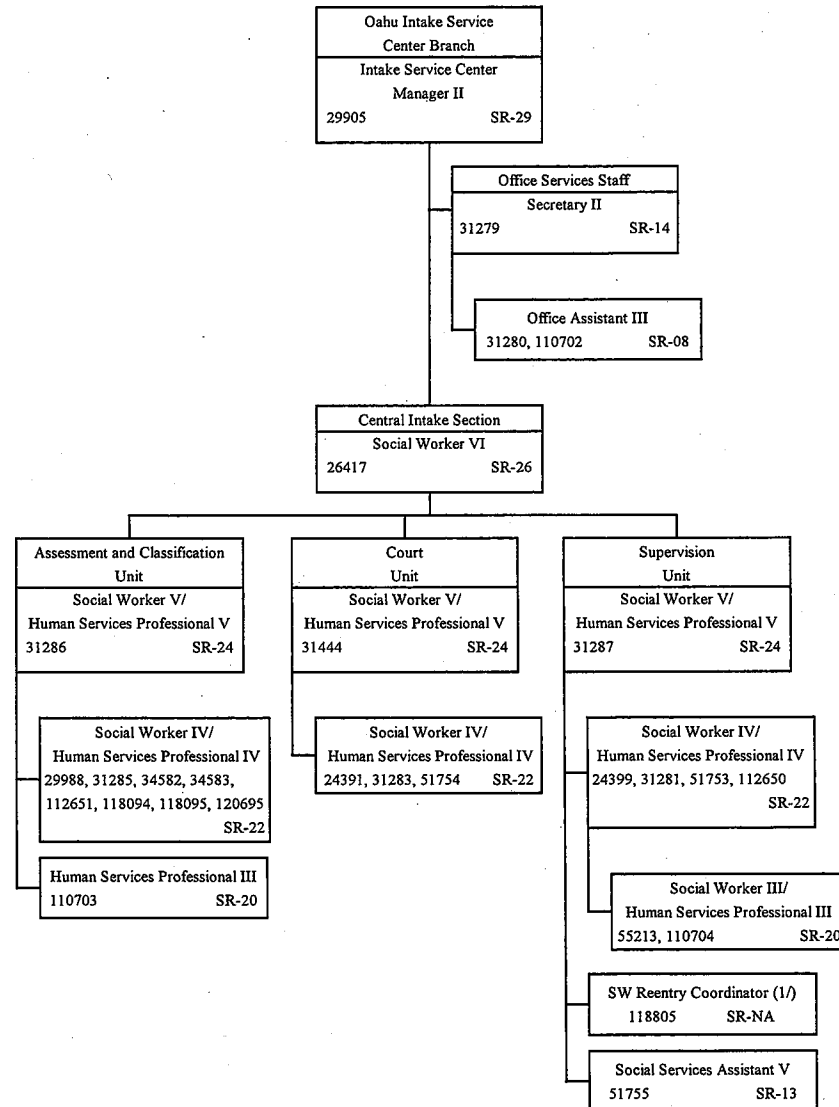 Oahu Intake Service
Center Branch
Intake Service Center
Manager II
29905 SR-29
Office Services Staff
Secretary II
31279 SR-14
Office Assistant III
31280, 110702 SR-08
Central Intake Section
Social Worker VI
26417 SR-26
Assessment and Classification
Unit
Social Worker V/
Human Services Professional V
31286 SR-24
Social Worker IV/
Human Services Professional IV
29988, 31285, 34582, 34583,
112651, 118094, 118095, 120695
SR-22
Human Services Professional III
110703 SR-20
Court
Unit
Social Worker V/
Human Services Professional V
31444 SR-24
Social Worker IV/
Human Services Professional IV
24391, 31283, 51754 SR-22
Supervision
Unit
Social Worker V/
Human Services Professional V
31287 SR-24
Social Worker IV/
Human Services Professional IV
24399, 31281, 51753, 112650
SR-22
Social Worker III/
Human Services Professional III
55213, 110704 SR-20
SW Reentry Coordinator (1/)
118805 SR-NA
Social Services Assistant V
51755 SR-13